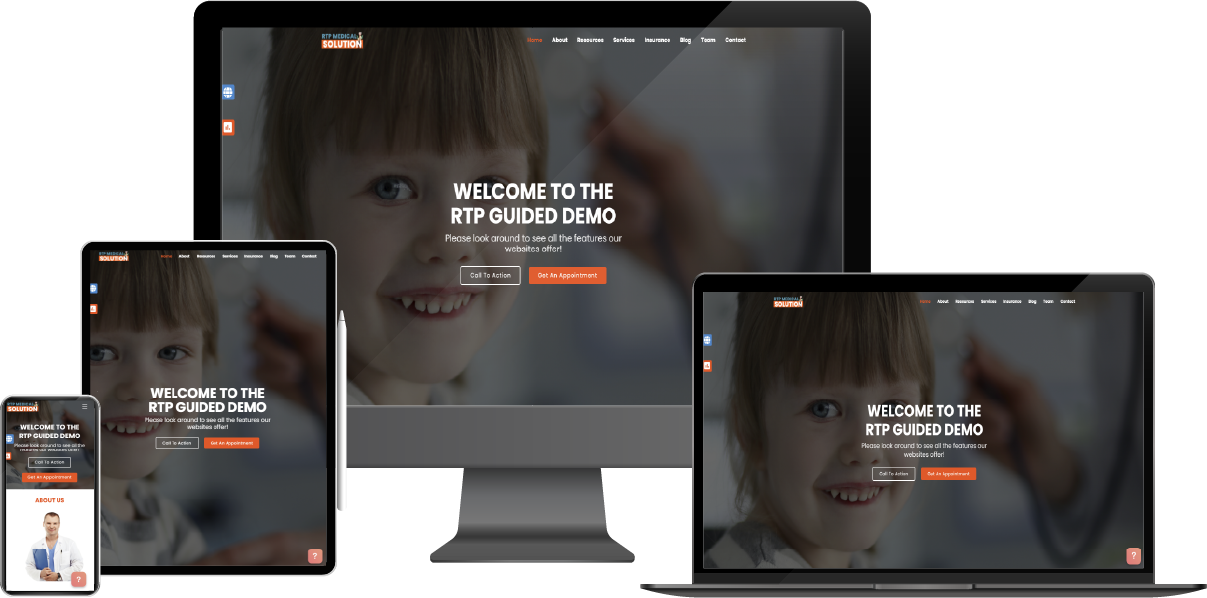 RTP MEDICAL
SOLUTION
Home About Resources Services Insurance Blog Team Contact
WELCOME TO THE
RTP GUIDED DEMO
Please look around to see all the features our
websites offer!
Call To Action Get An Appointment
RTP MEDICAL
SOLUTION
Home About Resources Services Insurance Blog Team Contact
WELCOME TO THE
RTP GUIDED DEMO
Please look around to see all the features our
websites offer!
Call To Action Get An Appointment
?
RTP MEDICAL
SOLUTION
WELCOME TO THE
RTP GUIDED DEMO
Please look around to see all the
features our websites offer!
Call To Action
Get An Appointment
ABOUT US
?
RTP MEDICAL
SOLUTION
Home About Resources Services Insurance Blog Team Contact
WELCOME TO THE
RTP GUIDED DEMO
Please look around to see all the features our
websites offer!
Call To Action Get An Appointment
?